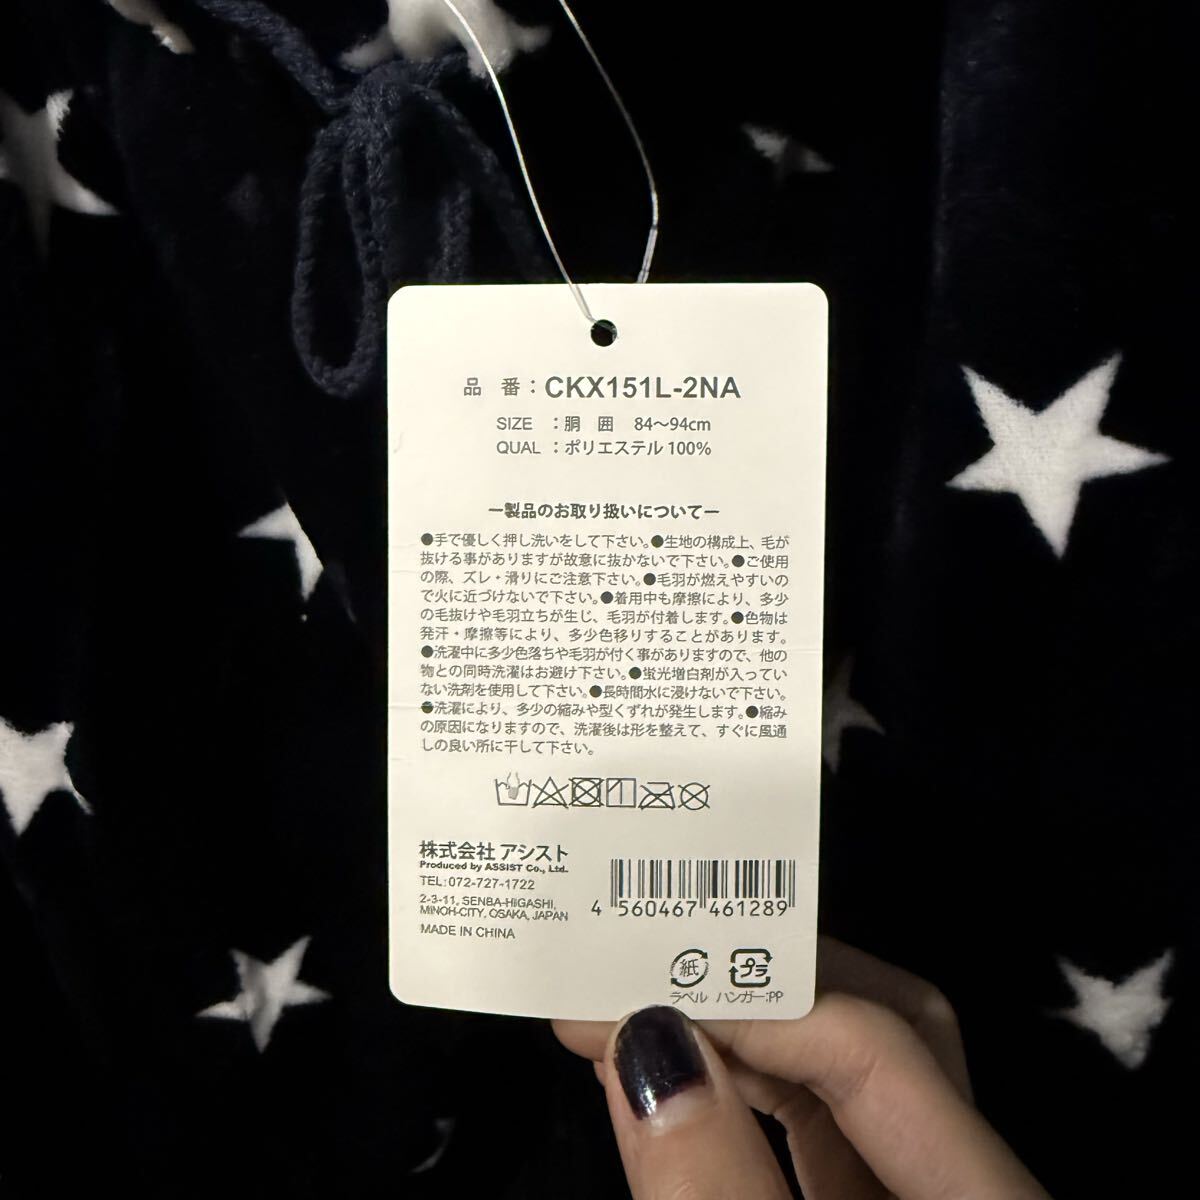 品 番：CKX151L-2NA
SIZE ：胴 囲 84～94cm
QUAL ：ポリエステル 100%
ー製品のお取り扱いについてー
●手で優しく押し洗いをして下さい。●生地の構成上、毛が
抜ける事がありますが故意に抜かないで下さい。●ご使用
の際、ズレ・滑りにご注意下さい。●毛羽が燃えやすいの
で火に近づけないで下さい。●着用中も摩擦により、多少
の毛抜けや毛羽立ちが生じ、毛羽が付着します。●色物は
発汗・摩擦等により、多少色移りすることがあります。
●洗濯中に多少色落ちや毛羽が付く事がありますので、他の
物との同時洗濯はお避け下さい。●蛍光増白剤が入ってい
ない洗剤を使用して下さい。●長時間水に浸けないで下さい。
●洗濯により、多少の縮みや型くずれが発生します。●縮み
の原因になりますので、洗濯後は形を整えて、すぐに風通
しの良い所に干して下さい。
株式会社 アシスト
Produced by ASSIST Co., Ltd.
TEL:072-727-1722
2-3-11, SENBA-HIGASHI,
MINOH-CITY, OSAKA, JAPAN
MADE IN CHINA
4 560467 461289
紙 プラ
ラベル ハンガー:PP